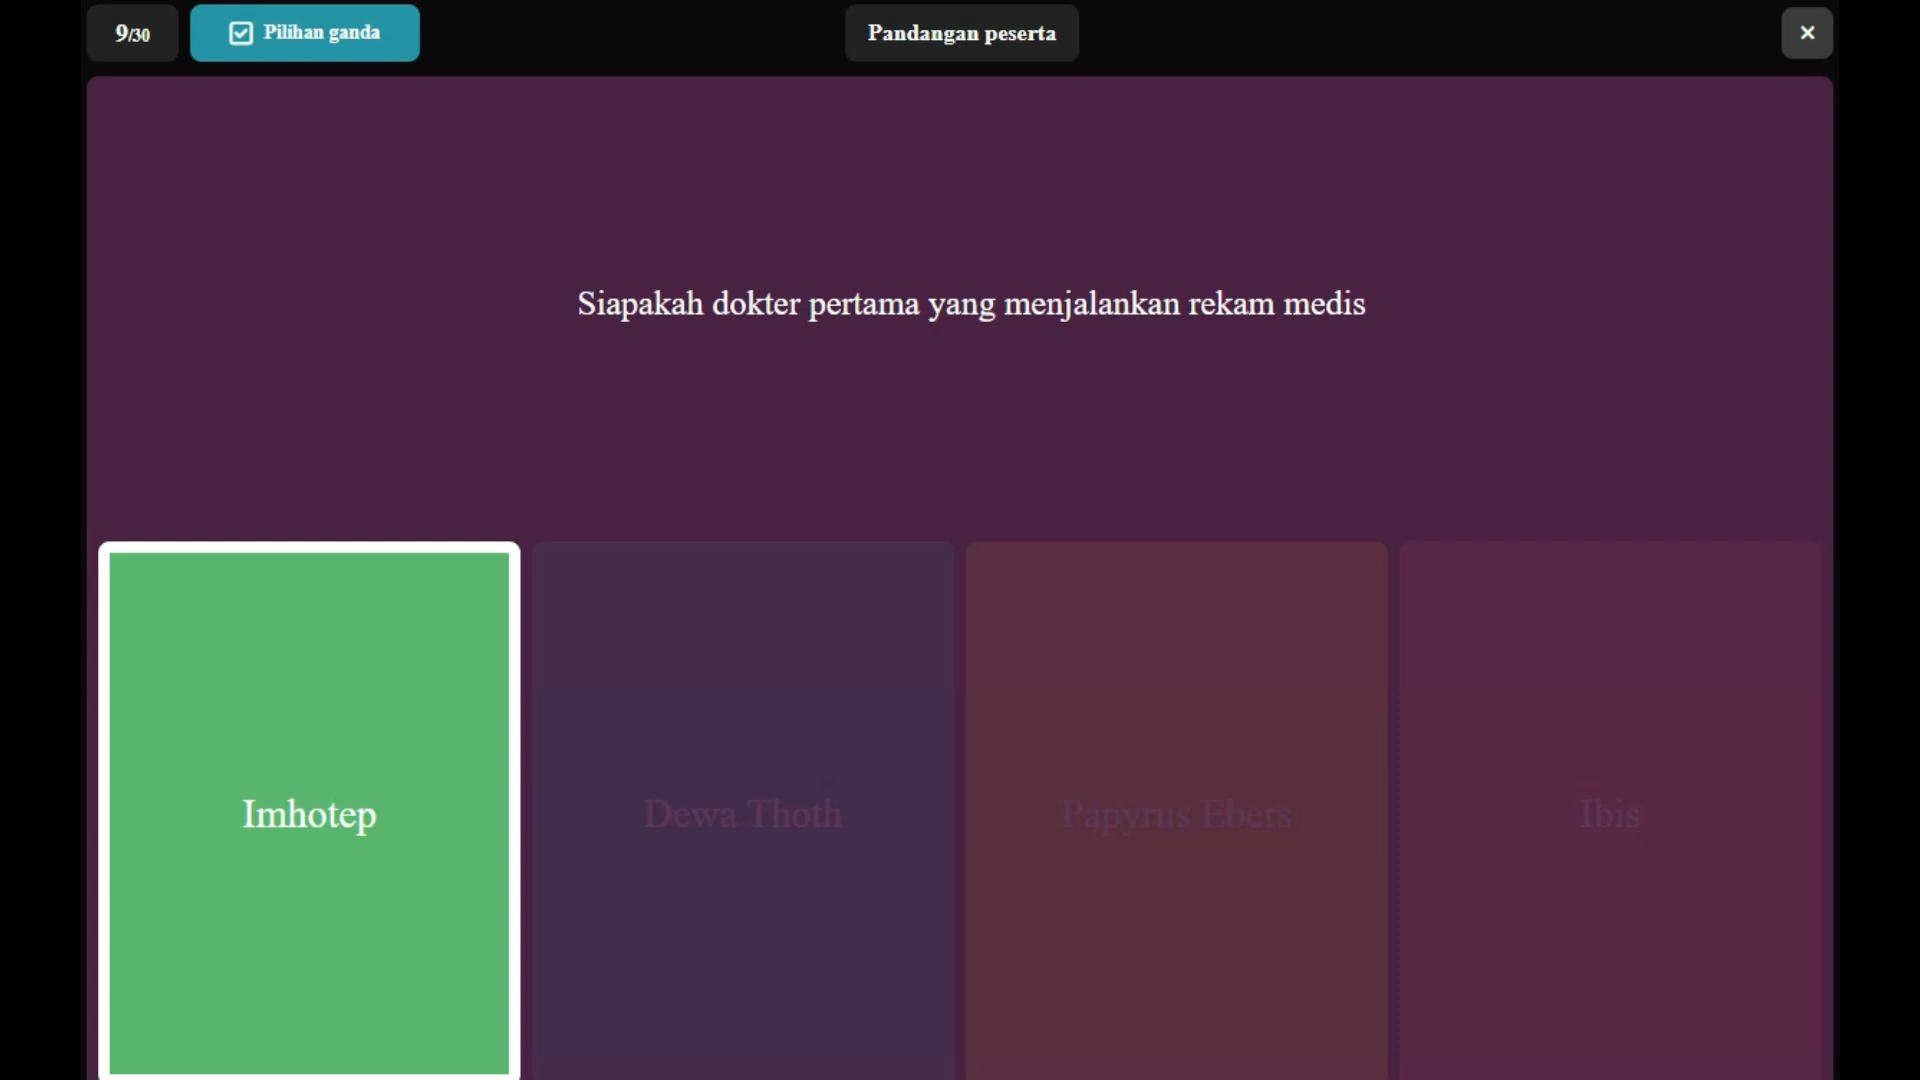 9/30
Pilihan ganda
Pandangan peserta
Siapakah dokter pertama yang menjalankan rekam medis
Imhotep
Dewa Thoth
Papyrus Ebers
Ibis